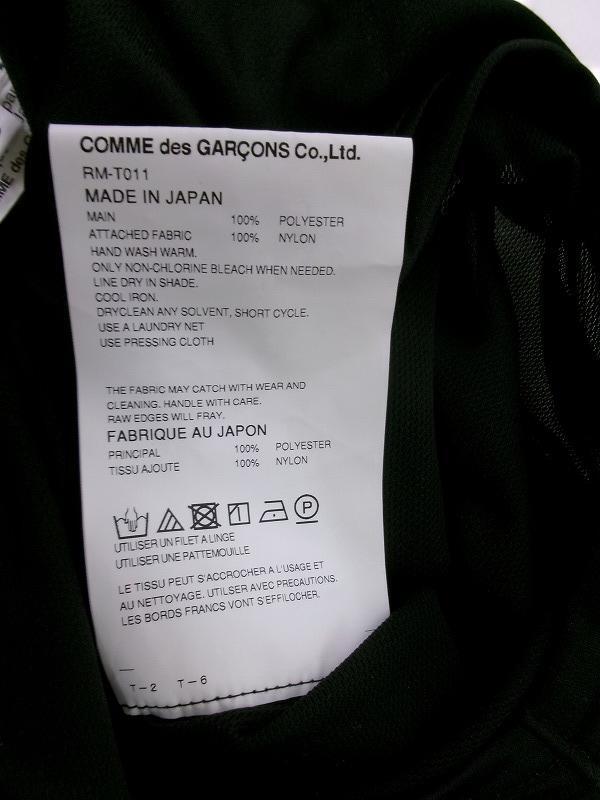 COMME des GARÇONS Co.,Ltd.
RM-T011
MADE IN JAPAN
MAIN 100% POLYESTER
ATTACHED FABRIC 100% NYLON
HAND WASH WARM.
ONLY NON-CHLORINE BLEACH WHEN NEEDED.
LINE DRY IN SHADE.
COOL IRON.
DRYCLEAN ANY SOLVENT, SHORT CYCLE.
USE A LAUNDRY NET
USE PRESSING CLOTH
THE FABRIC MAY CATCH WITH WEAR AND
CLEANING. HANDLE WITH CARE.
RAW EDGES WILL FRAY.
FABRIQUE AU JAPON
PRINCIPAL 100% POLYESTER
TISSU AJOUTE 100% NYLON
P
UTILISER UN FILET A LINGE
UTILISER UNE PATTEMOUILLE
LE TISSU PEUT S'ACCROCHER A L'USAGE ET
AU NETTOYAGE. UTILSER AVEC PRECAUTIONS.
LES BORDS FRANCS VONT S'EFFILOCHER.
T-2 T-6